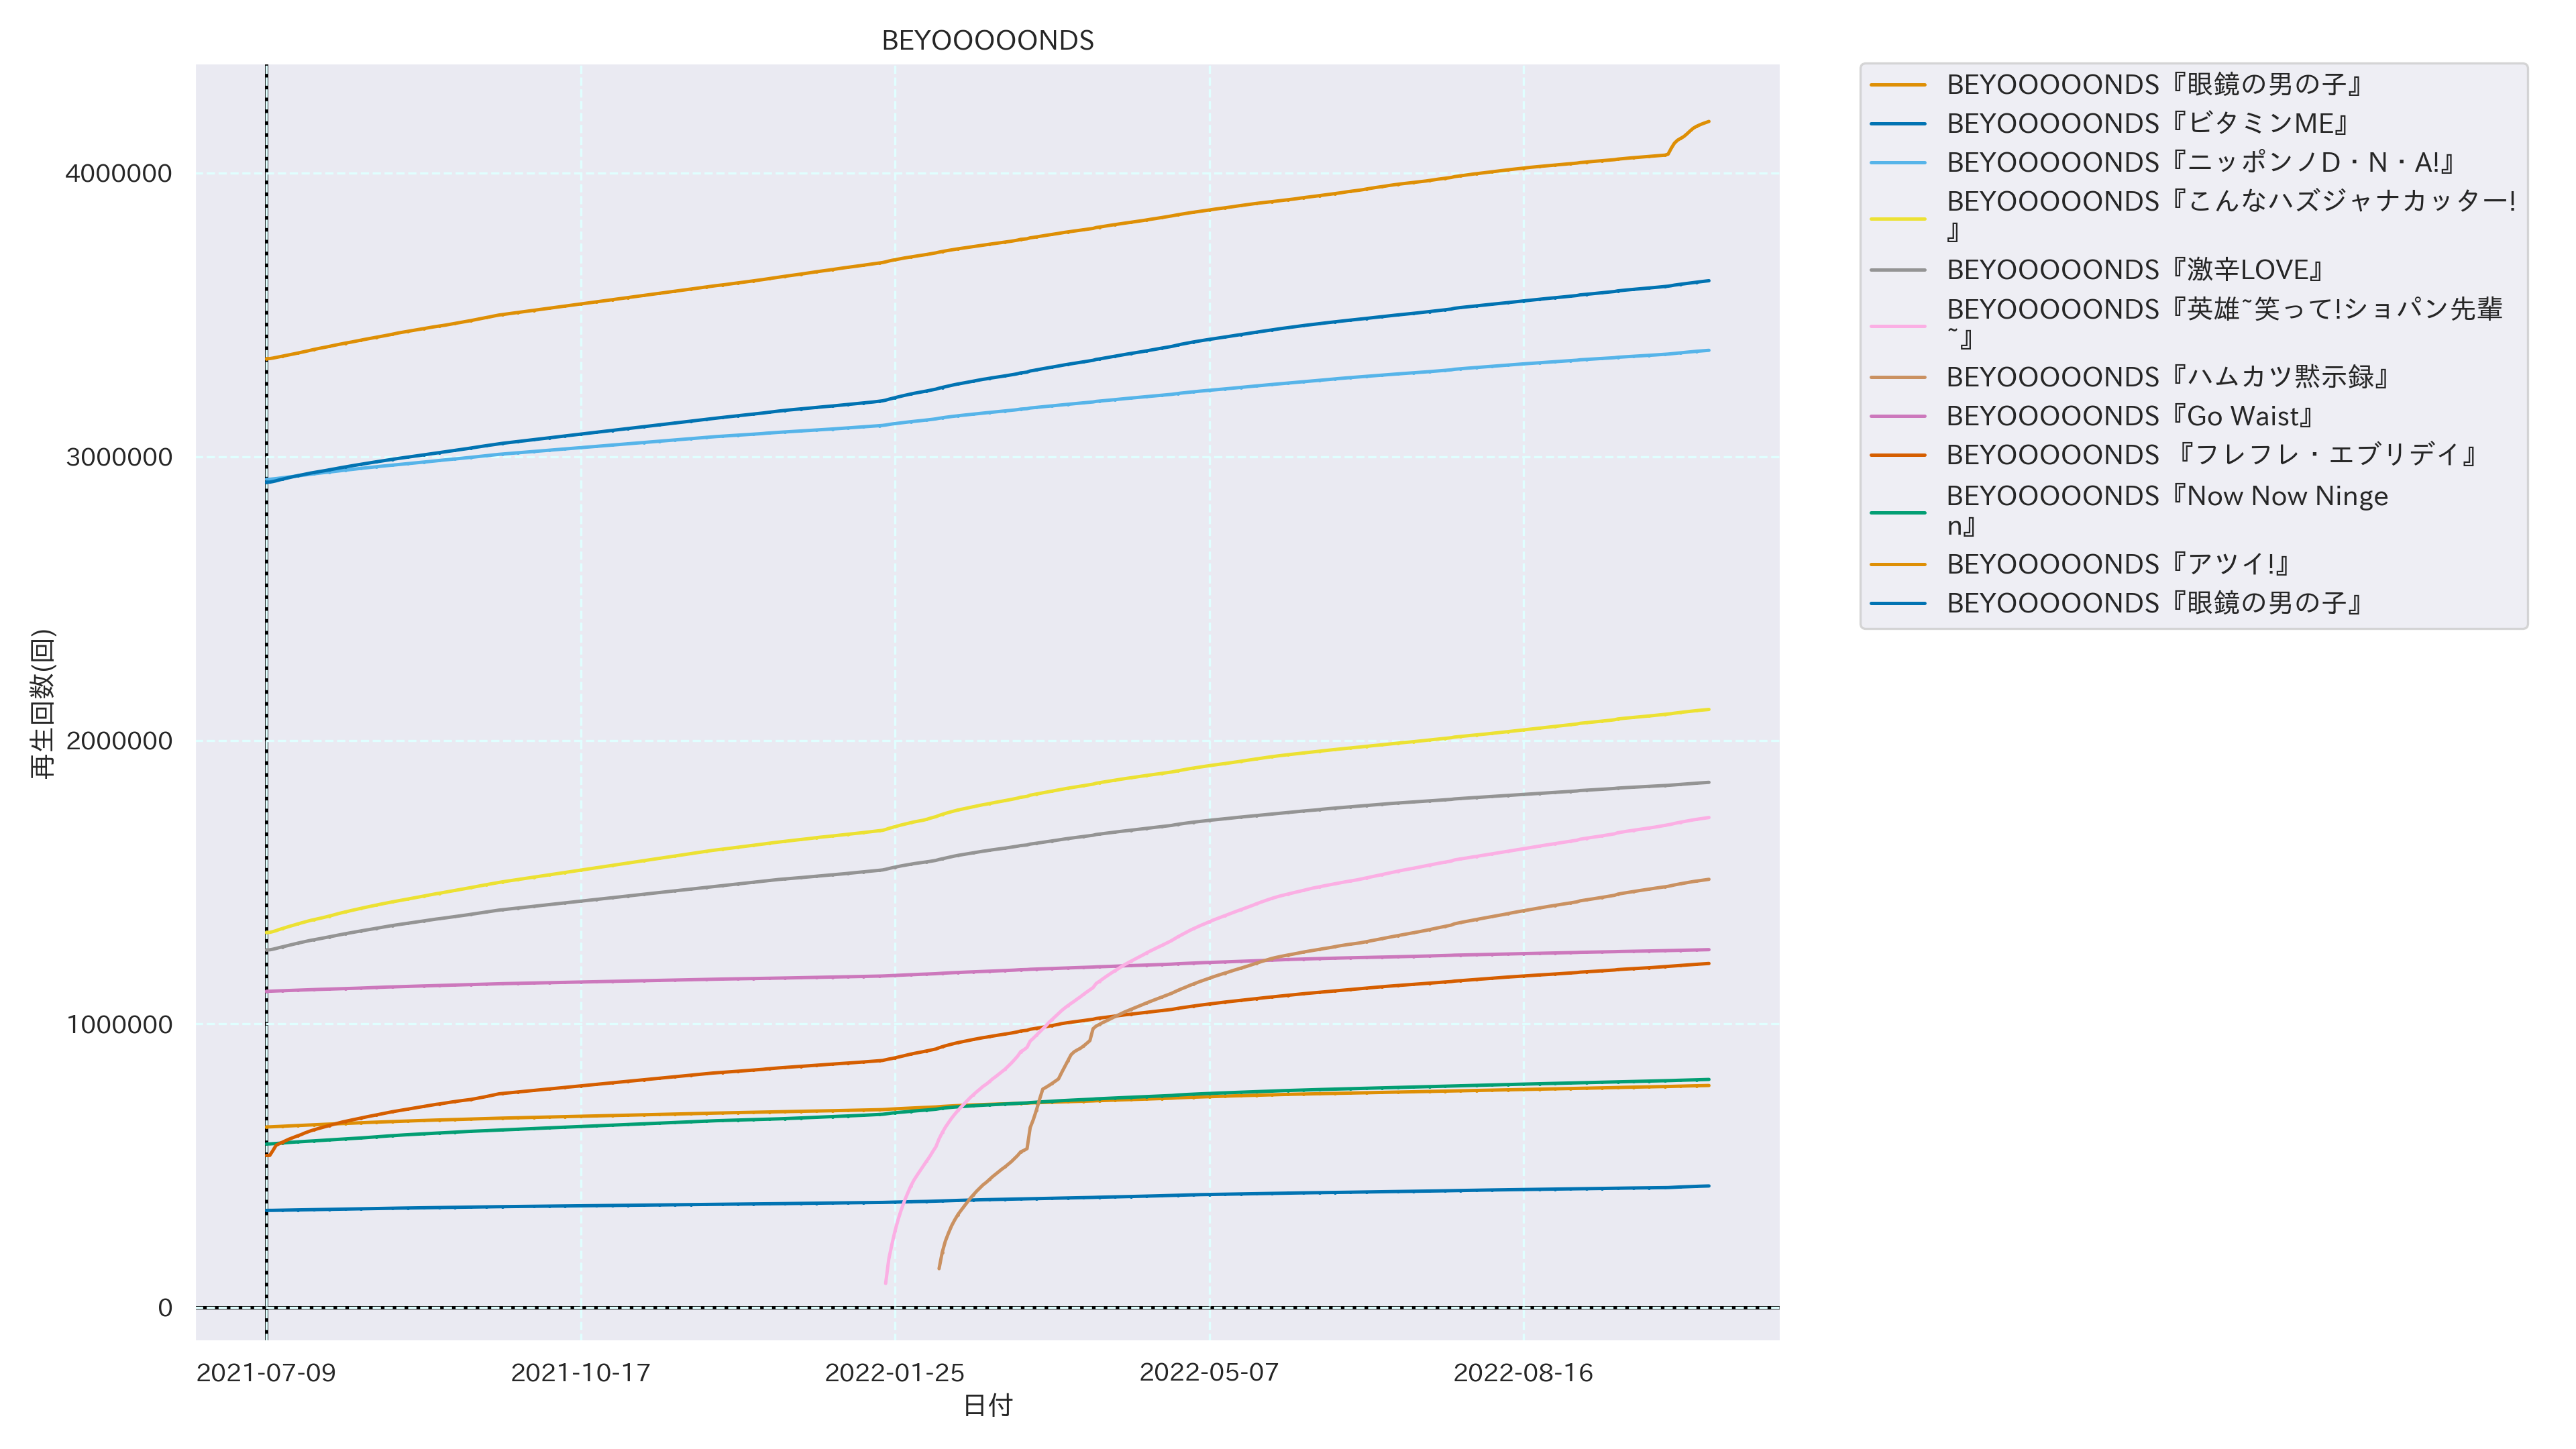 BEYOOOOONDS
4000000
3000000
2000000
1000000
0
再生回数(回)
2021-07-09
2021-10-17
2022-01-25
2022-05-07
2022-08-16
日付
BEYOOOOONDS『眼鏡の男の子』
BEYOOOOONDS『ビタミンME』
BEYOOOOONDS『ニッポンノD・N・A!』
BEYOOOOONDS『こんなハズジャナカッター!
』
BEYOOOOONDS『激辛LOVE』
BEYOOOOONDS『英雄~笑って!ショパン先輩
~』
BEYOOOOONDS『ハムカツ黙示録』
BEYOOOOONDS『Go Waist』
BEYOOOOONDS 『フレフレ・エブリデイ』
BEYOOOOONDS『Now Now Ninge
n』
BEYOOOOONDS『アツイ!』
BEYOOOOONDS『眼鏡の男の子』